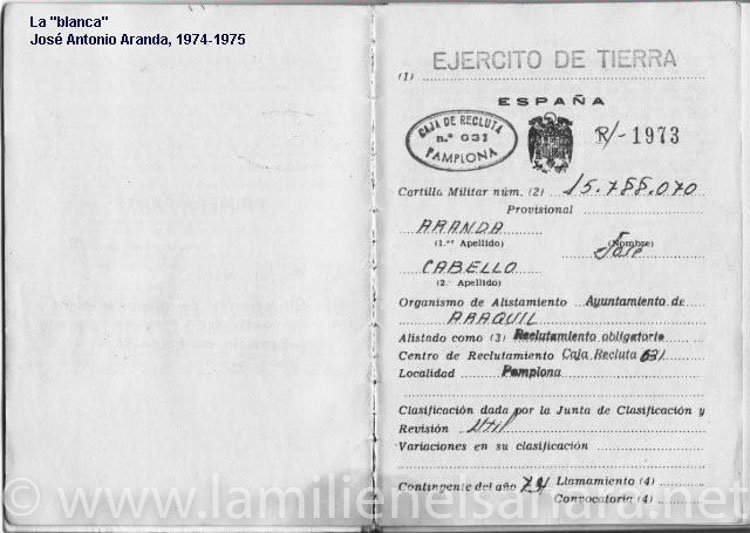 La "blanca"
José Antonio Aranda, 1974-1975
EJERCITO DE TIERRA
(1)
ESPAÑA
CAJA DE RECLUTA
n.º 631
PAMPLONA
R/-1973
Cartilla Militar núm. (2) 15.788.070
Provisional
ARANDA José
(1.er Apellido) (Nombre)
CABELLO
(2.º Apellido)
Organismo de Alistamiento Ayuntamiento de
ARAQUIL
Alistado como (3) Reclutamiento obligatorio
Centro de Reclutamiento Caja Recluta 631
Localidad Pamplona
Clasificación dada por la Junta de Clasificación y
Revisión Util
Variaciones en su clasificación
Contingente del año 74 Llamamiento (4)
Convocatoria (4)
© www.lamilienelsahara.net